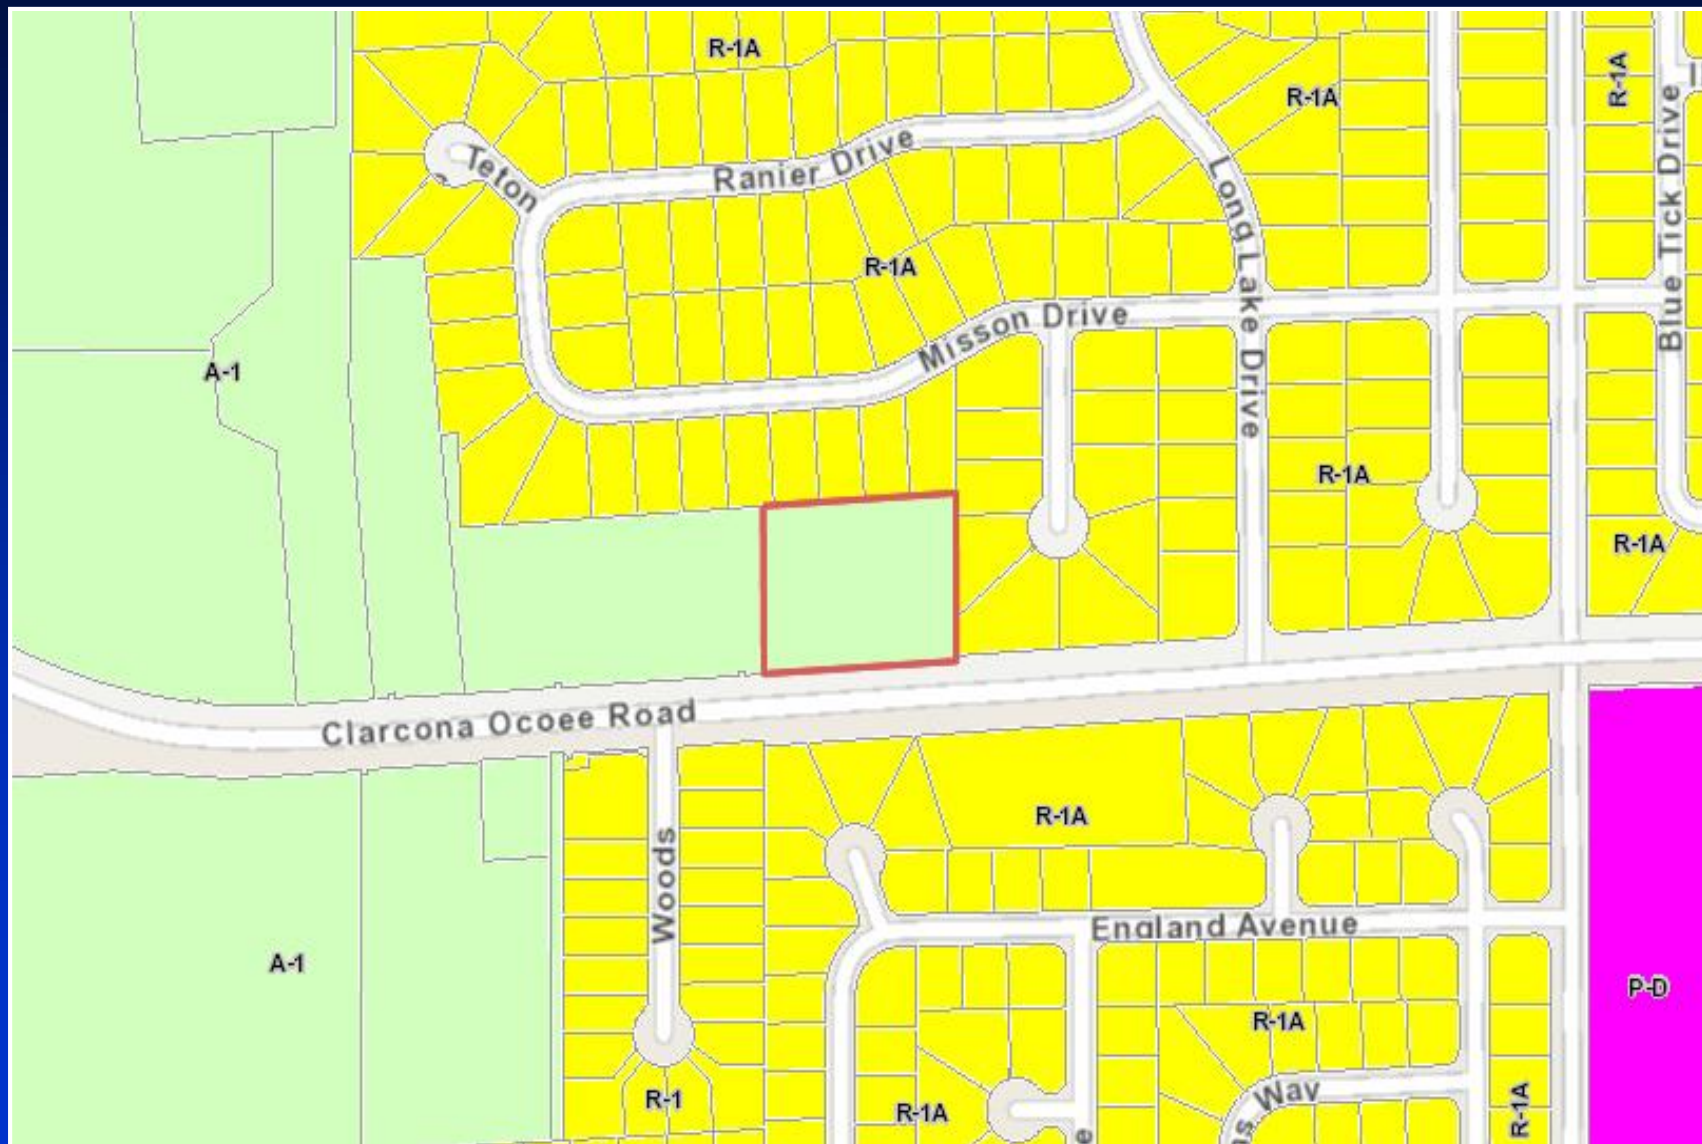 R-1A
R-1A
R-1A
Blue Tick Drive
Teton
Ranier Drive
Long Lake Drive
R-1A
Misson Drive
A-1
R-1A
R-1A
Clarcona Ocoee Road
R-1A
Woods
England Avenue
A-1
P-D
R-1A
R-1
R-1A
Way
R-1A